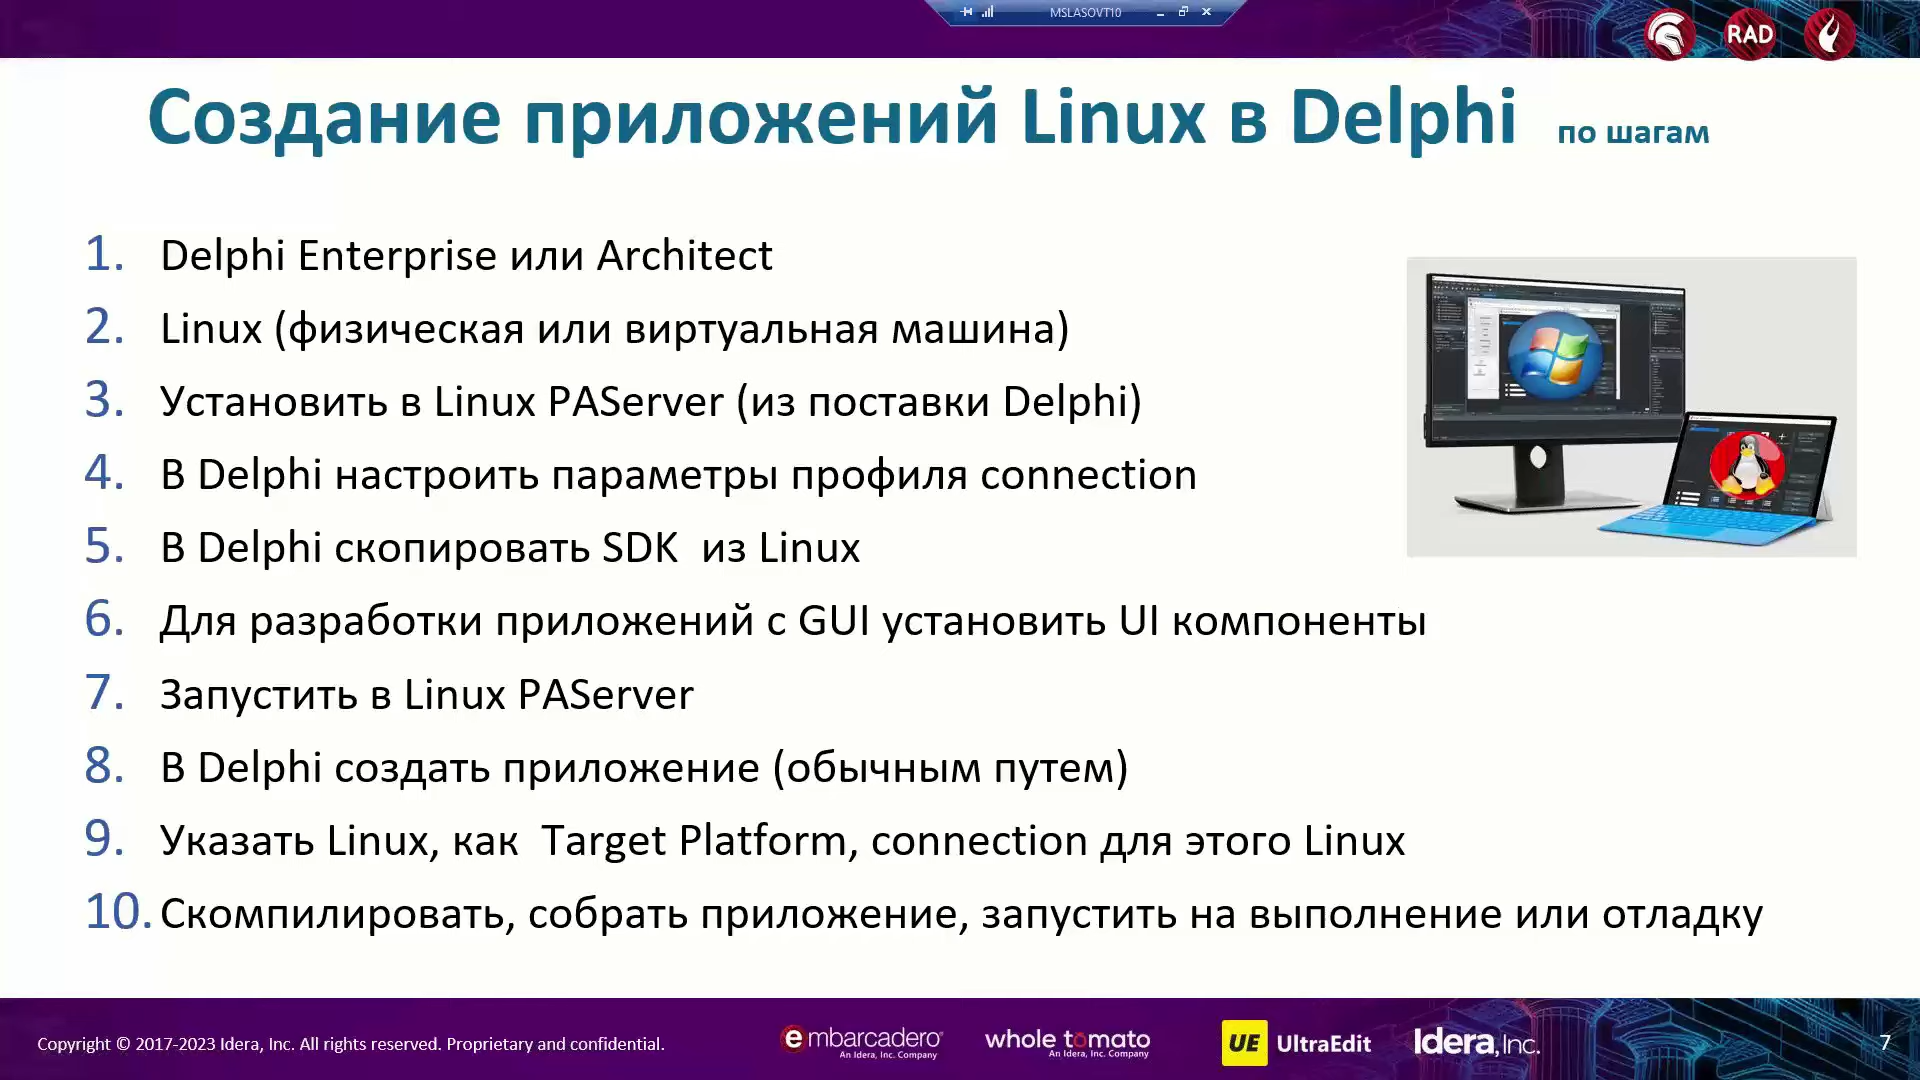 MSLASOVT10
RAD
Создание приложений Linux в Delphi по шагам
1. Delphi Enterprise или Architect
2. Linux (физическая или виртуальная машина)
3. Установить в Linux PAServer (из поставки Delphi)
4. В Delphi настроить параметры профиля connection
5. В Delphi скопировать SDK из Linux
6. Для разработки приложений с GUI установить UI компоненты
7. Запустить в Linux PAServer
8. В Delphi создать приложение (обычным путем)
9. Указать Linux, как Target Platform, connection для этого Linux
10. Скомпилировать, собрать приложение, запустить на выполнение или отладку
Copyright © 2017-2023 Idera, Inc. All rights reserved. Proprietary and confidential.
embarcadero
An Idera, Inc. Company
whole tomato
An Idera, Inc. Company
UE UltraEdit
Idera, Inc.
7